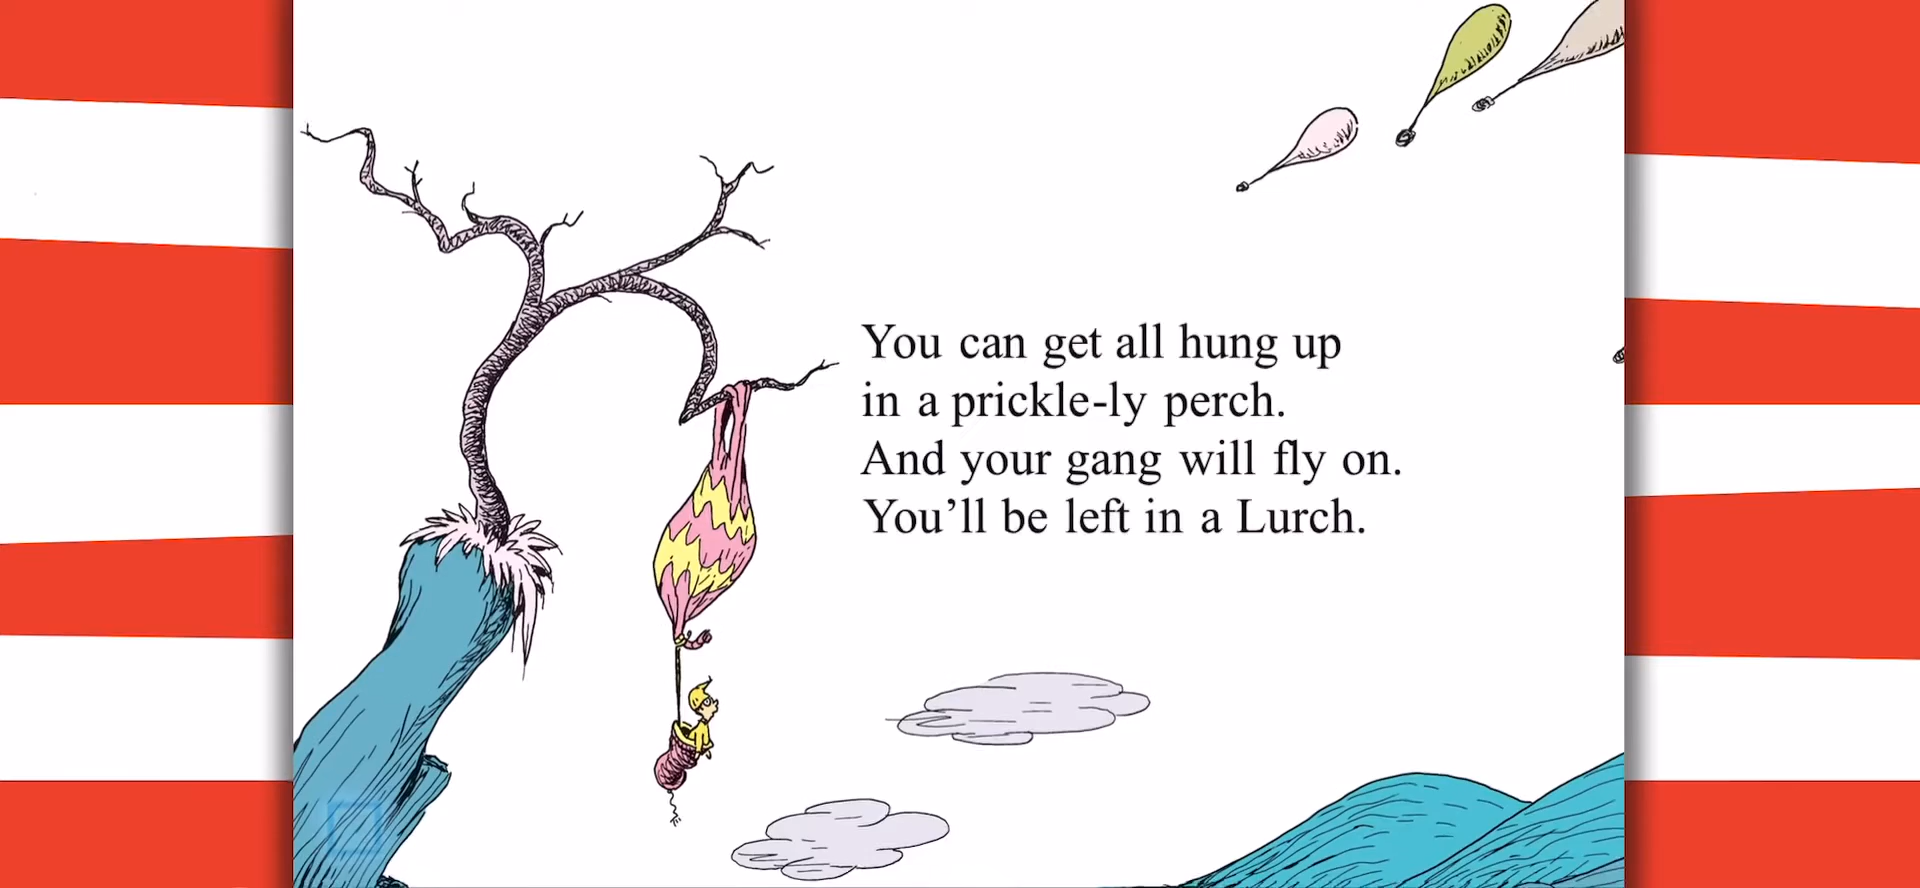 You can get all hung up
in a prickle-ly perch.
And your gang will fly on.
You'll be left in a Lurch.